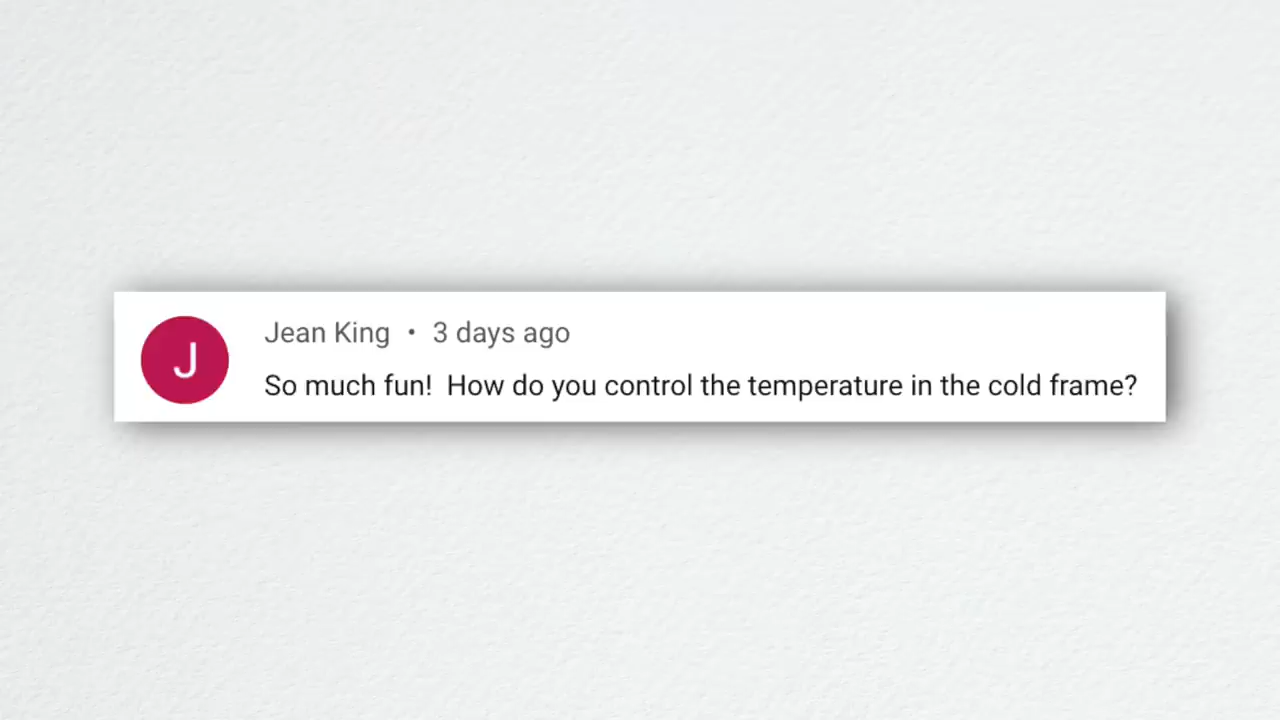 J
Jean King • 3 days ago
So much fun!  How do you control the temperature in the cold frame?